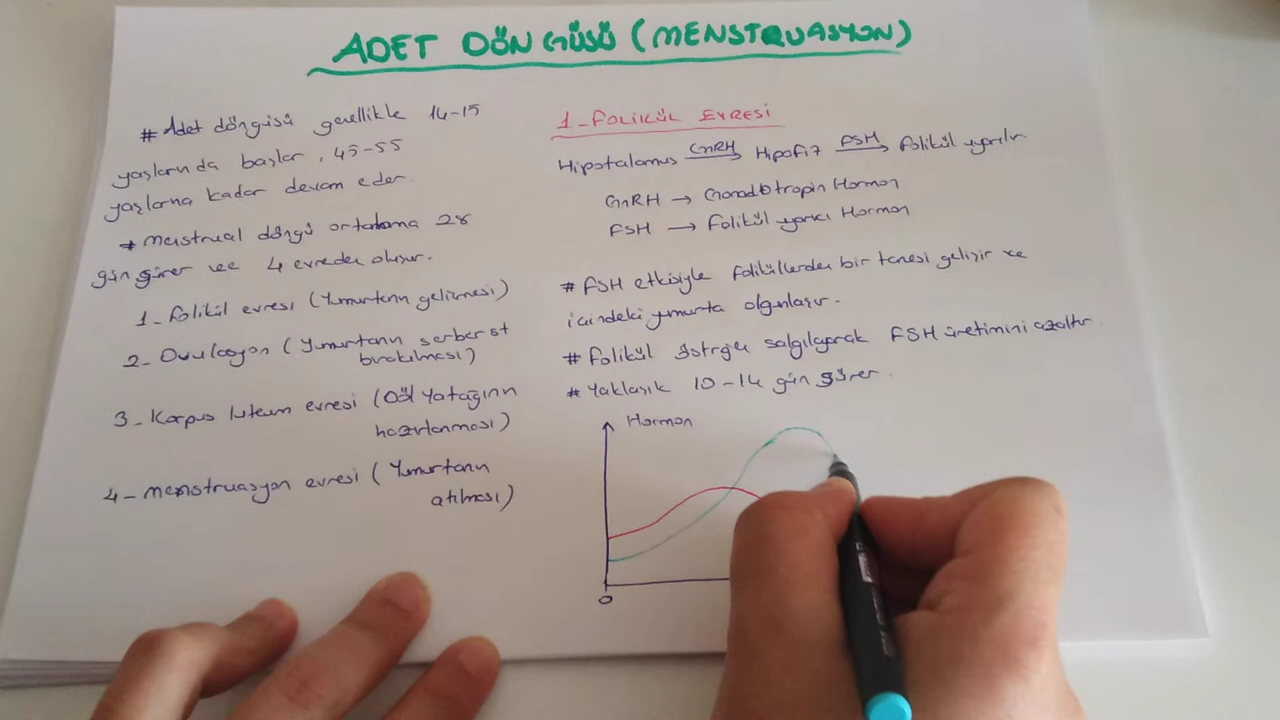 ADET DÖNGÜSÜ (MENSTRUASYON)
# Adet döngüsü genellikle 14-15
yaşlarında başlar, 45-55
yaşlarına kadar devam eder.
# Menstrual döngü ortalama 28
gün sürer ve 4 evreden oluşur.
1- Folikül evresi (Yumurtanın gelişmesi)
2- Ovulasyon (Yumurtanın serbest
bırakılması)
3- Korpus luteum evresi (Döl yatağının
hazırlanması)
4- menstruasyon evresi (Yumurtanın
atılması)
1- FOLİKÜL EVRESİ
Hipotalamus GnRH → Hipofiz FSH → folikül uyarılır
GnRH → Gonadotropin Hormon
FSH → Folikül uyarıcı Hormon
# FSH etkisiyle foliküllerden bir tanesi gelişir ve
içindeki yumurta olgunlaşır.
# Folikül östrojen salgılayarak FSH üretimini azaltır.
# Yaklaşık 10-14 gün sürer.
Hormon
0